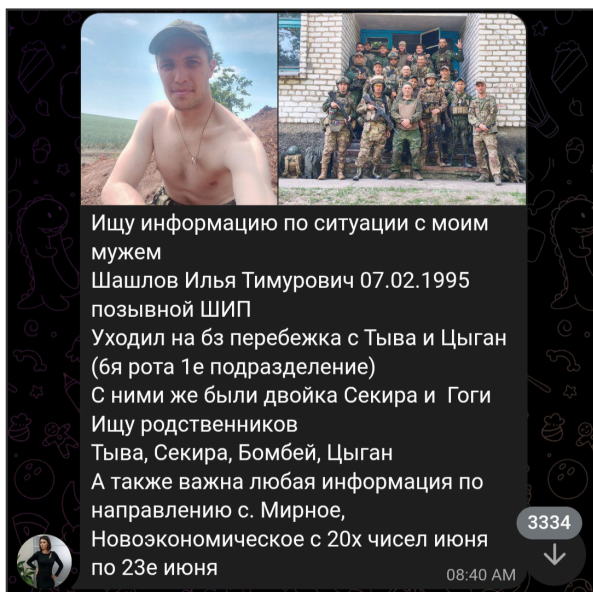 Ищу информацию по ситуации с моим
мужем
Шашлов Илья Тимурович 07.02.1995
позывной ШИП
Уходил на бз перебежка с Тыва и Цыган
(6я рота 1е подразделение)
С ними же были двойка Секира и Гоги
Ищу родственников
Тыва, Секира, Бомбей, Цыган
А также важна любая информация по
направлению с. Мирное,
Новоэкономическое с 20х чисел июня
по 23е июня
08:40 AM
3334